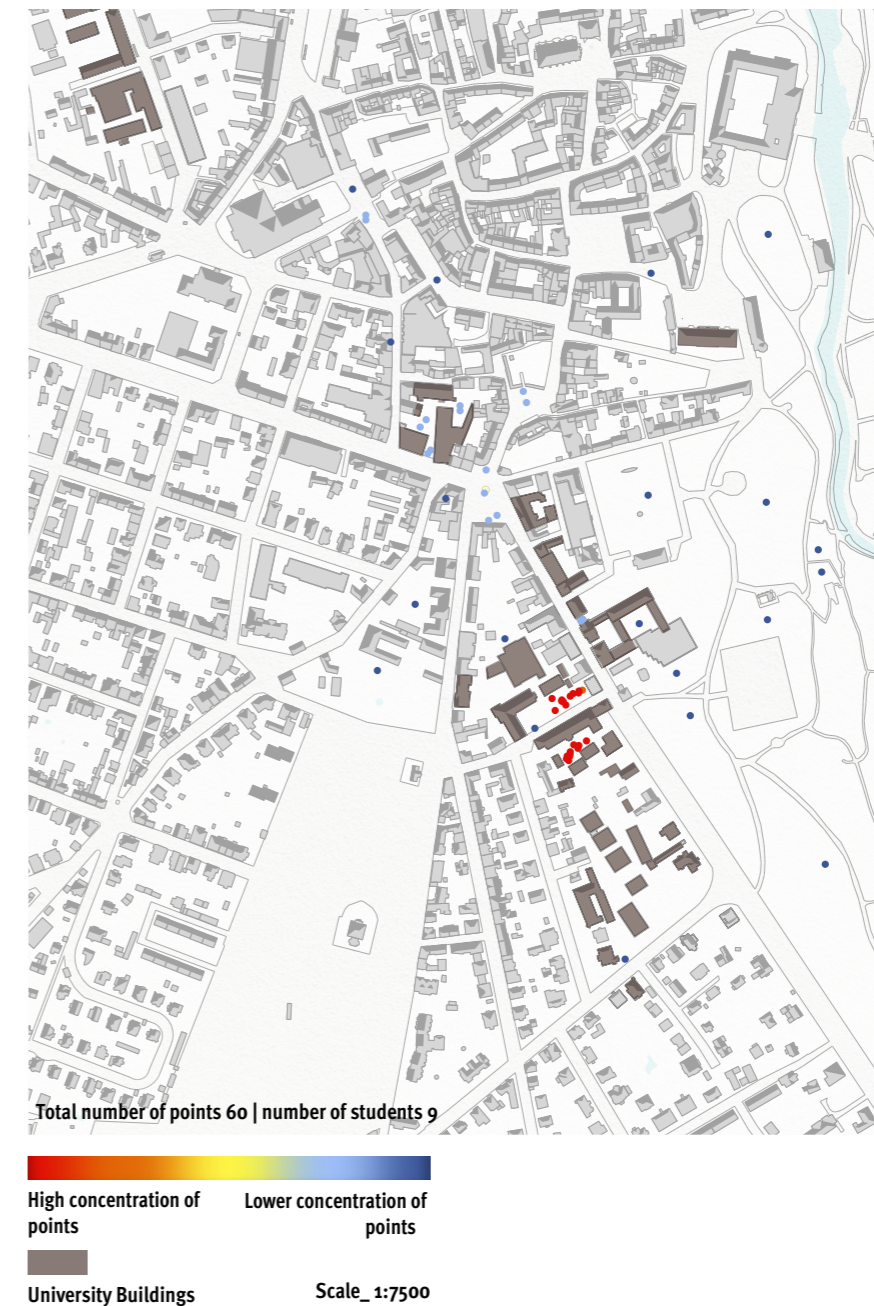 Total number of points 60 | number of students 9
High concentration of
points
Lower concentration of
points
University Buildings
Scale_ 1:7500